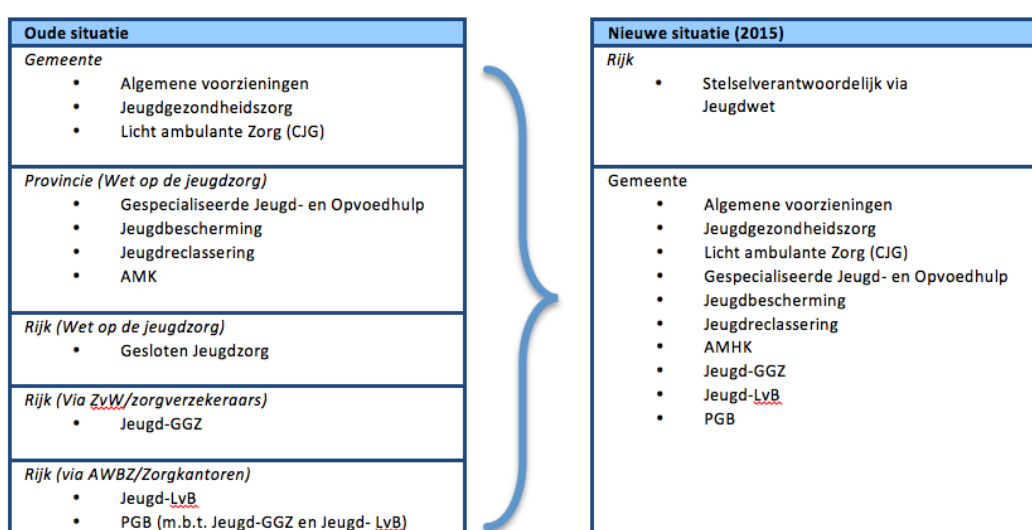 Oude situatie
Gemeente
• Algemene voorzieningen
• Jeugdgezondheidszorg
• Licht ambulante Zorg (CJG)
Provincie (Wet op de jeugdzorg)
• Gespecialiseerde Jeugd- en Opvoedhulp
• Jeugdbescherming
• Jeugdreclassering
• AMK
Rijk (Wet op de jeugdzorg)
• Gesloten Jeugdzorg
Rijk (Via ZvW/zorgverzekeraars)
• Jeugd-GGZ
Rijk (via AWBZ/Zorgkantoren)
• Jeugd-LvB
• PGB (m.b.t. Jeugd-GGZ en Jeugd- LvB)
Nieuwe situatie (2015)
Rijk
• Stelselverantwoordelijk via
Jeugdwet
Gemeente
• Algemene voorzieningen
• Jeugdgezondheidszorg
• Licht ambulante Zorg (CJG)
• Gespecialiseerde Jeugd- en Opvoedhulp
• Jeugdbescherming
• Jeugdreclassering
• AMHK
• Jeugd-GGZ
• Jeugd-LvB
• PGB